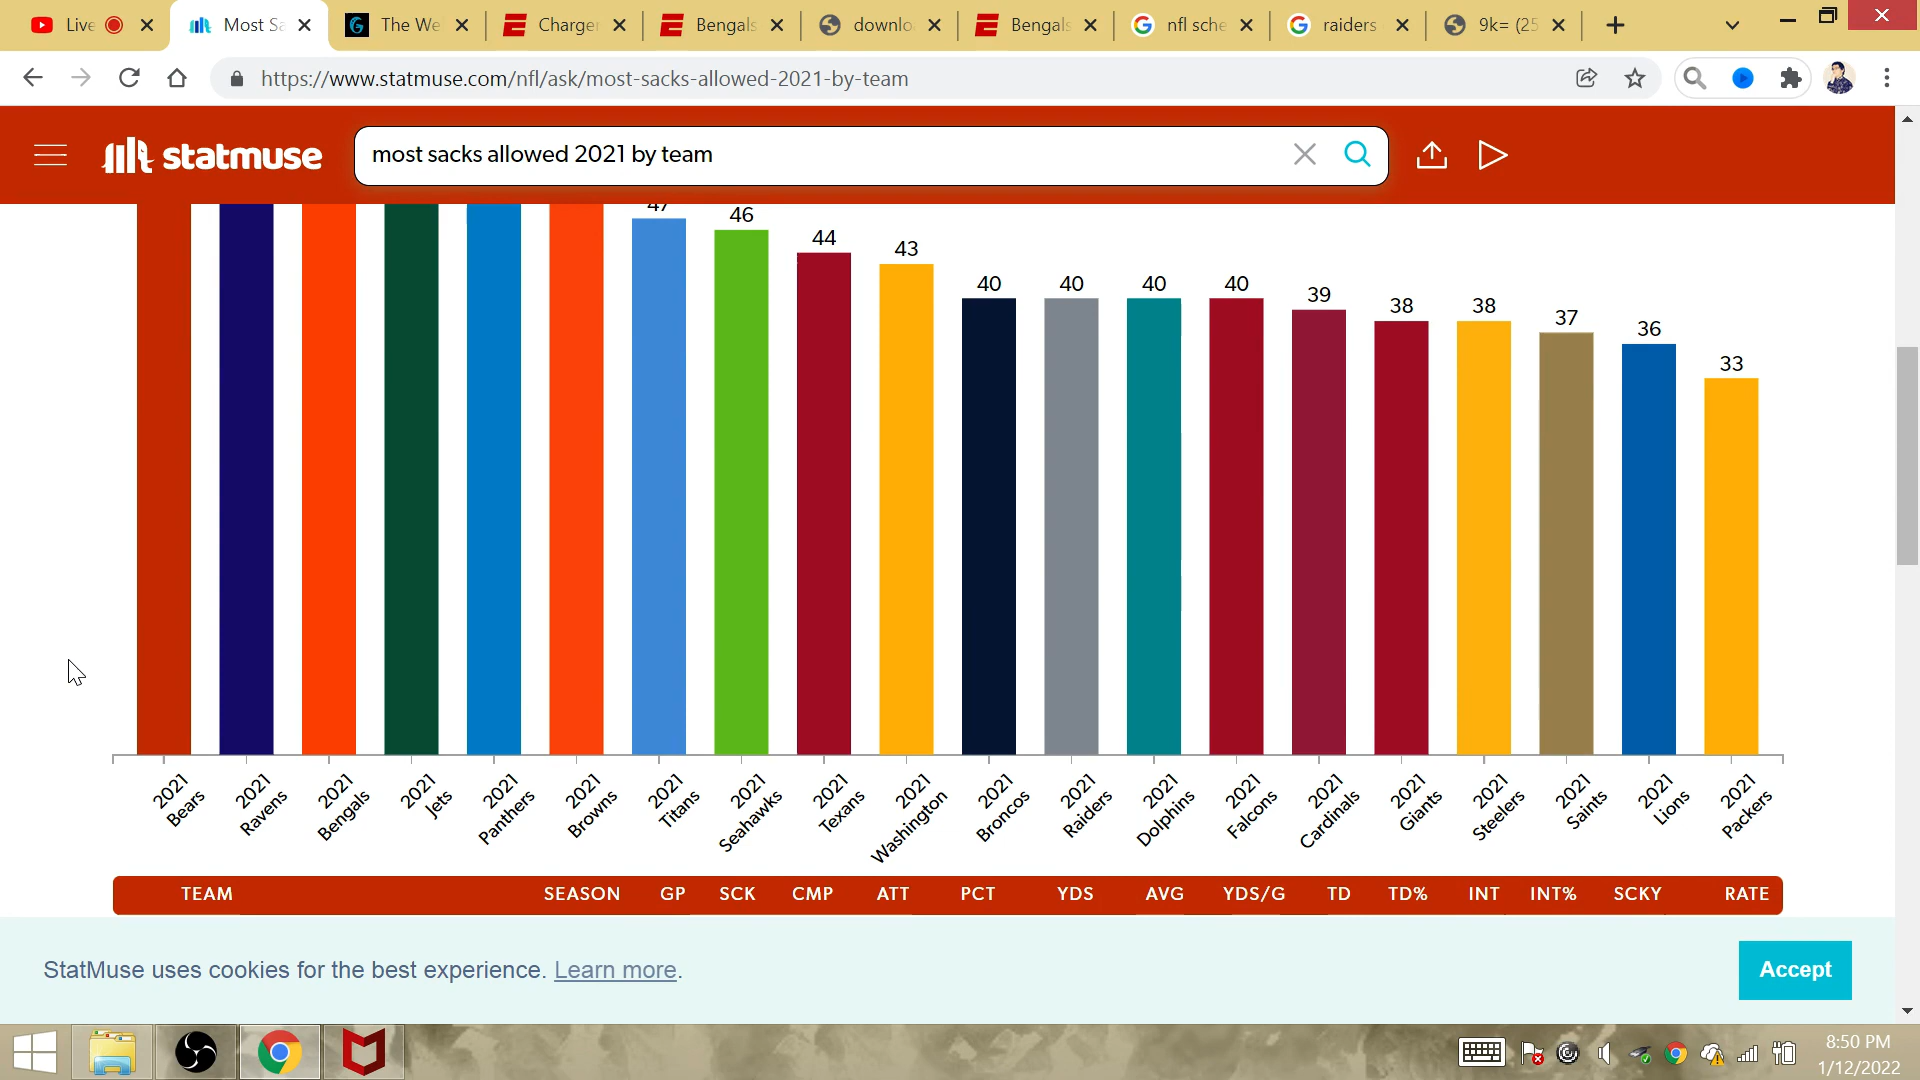 Live
Most Sa
The We
Charger
Bengals
downlo
Bengals
nfl sche
raiders
9k= (25
https://www.statmuse.com/nfl/ask/most-sacks-allowed-2021-by-team
statmuse
most sacks allowed 2021 by team
47
46
44
43
40
40
40
40
39
38
38
37
36
33
2021 Bears
2021 Ravens
2021 Bengals
2021 Jets
2021 Panthers
2021 Browns
2021 Titans
2021 Seahawks
2021 Texans
2021 Washington
2021 Broncos
2021 Raiders
2021 Dolphins
2021 Falcons
2021 Cardinals
2021 Giants
2021 Steelers
2021 Saints
2021 Lions
2021 Packers
TEAM SEASON GP SCK CMP ATT PCT YDS AVG YDS/G TD TD% INT INT% SCKY RATE
StatMuse uses cookies for the best experience. Learn more.
Accept
8:50 PM
1/12/2022